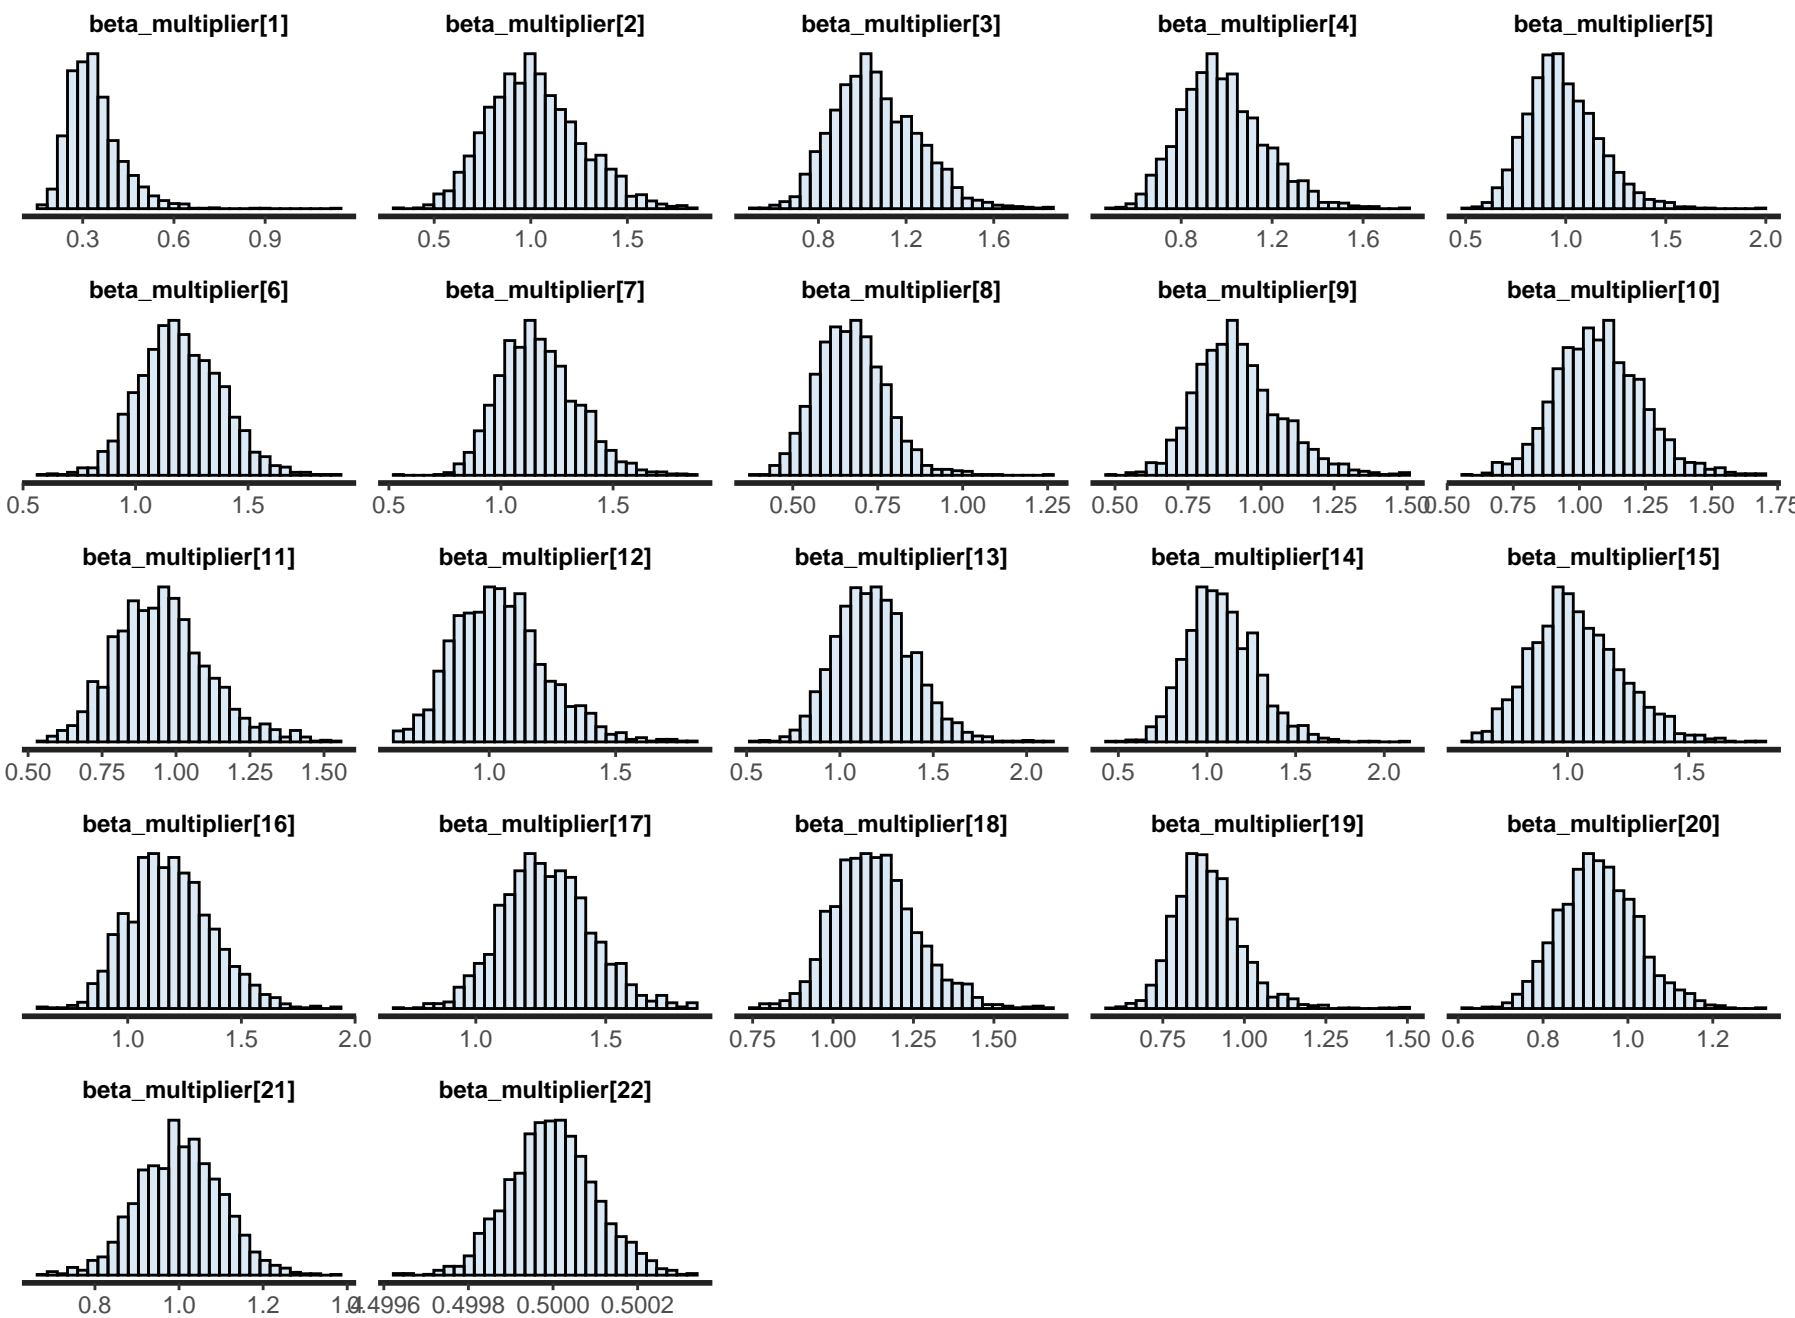 beta_multiplier[1] beta_multiplier[2] beta_multiplier[3] beta_multiplier[4] beta_multiplier[5]
0.3 0.6 0.9 0.5 1.0 1.5 0.8 1.2 1.6 0.8 1.2 1.6 0.5 1.0 1.5 2.0
beta_multiplier[6] beta_multiplier[7] beta_multiplier[8] beta_multiplier[9] beta_multiplier[10]
0.5 1.0 1.5 0.5 1.0 1.5 0.50 0.75 1.00 1.25 0.50 0.75 1.00 1.25 1.50 0.50 0.75 1.00 1.25 1.50 1.75
beta_multiplier[11] beta_multiplier[12] beta_multiplier[13] beta_multiplier[14] beta_multiplier[15]
0.50 0.75 1.00 1.25 1.50 1.0 1.5 0.5 1.0 1.5 2.0 0.5 1.0 1.5 2.0 1.0 1.5
beta_multiplier[16] beta_multiplier[17] beta_multiplier[18] beta_multiplier[19] beta_multiplier[20]
1.0 1.5 2.0 1.0 1.5 0.75 1.00 1.25 1.50 0.75 1.00 1.25 1.50 0.6 0.8 1.0 1.2
beta_multiplier[21] beta_multiplier[22]
0.8 1.0 1.2 1.4 0.4996 0.4998 0.5000 0.5002